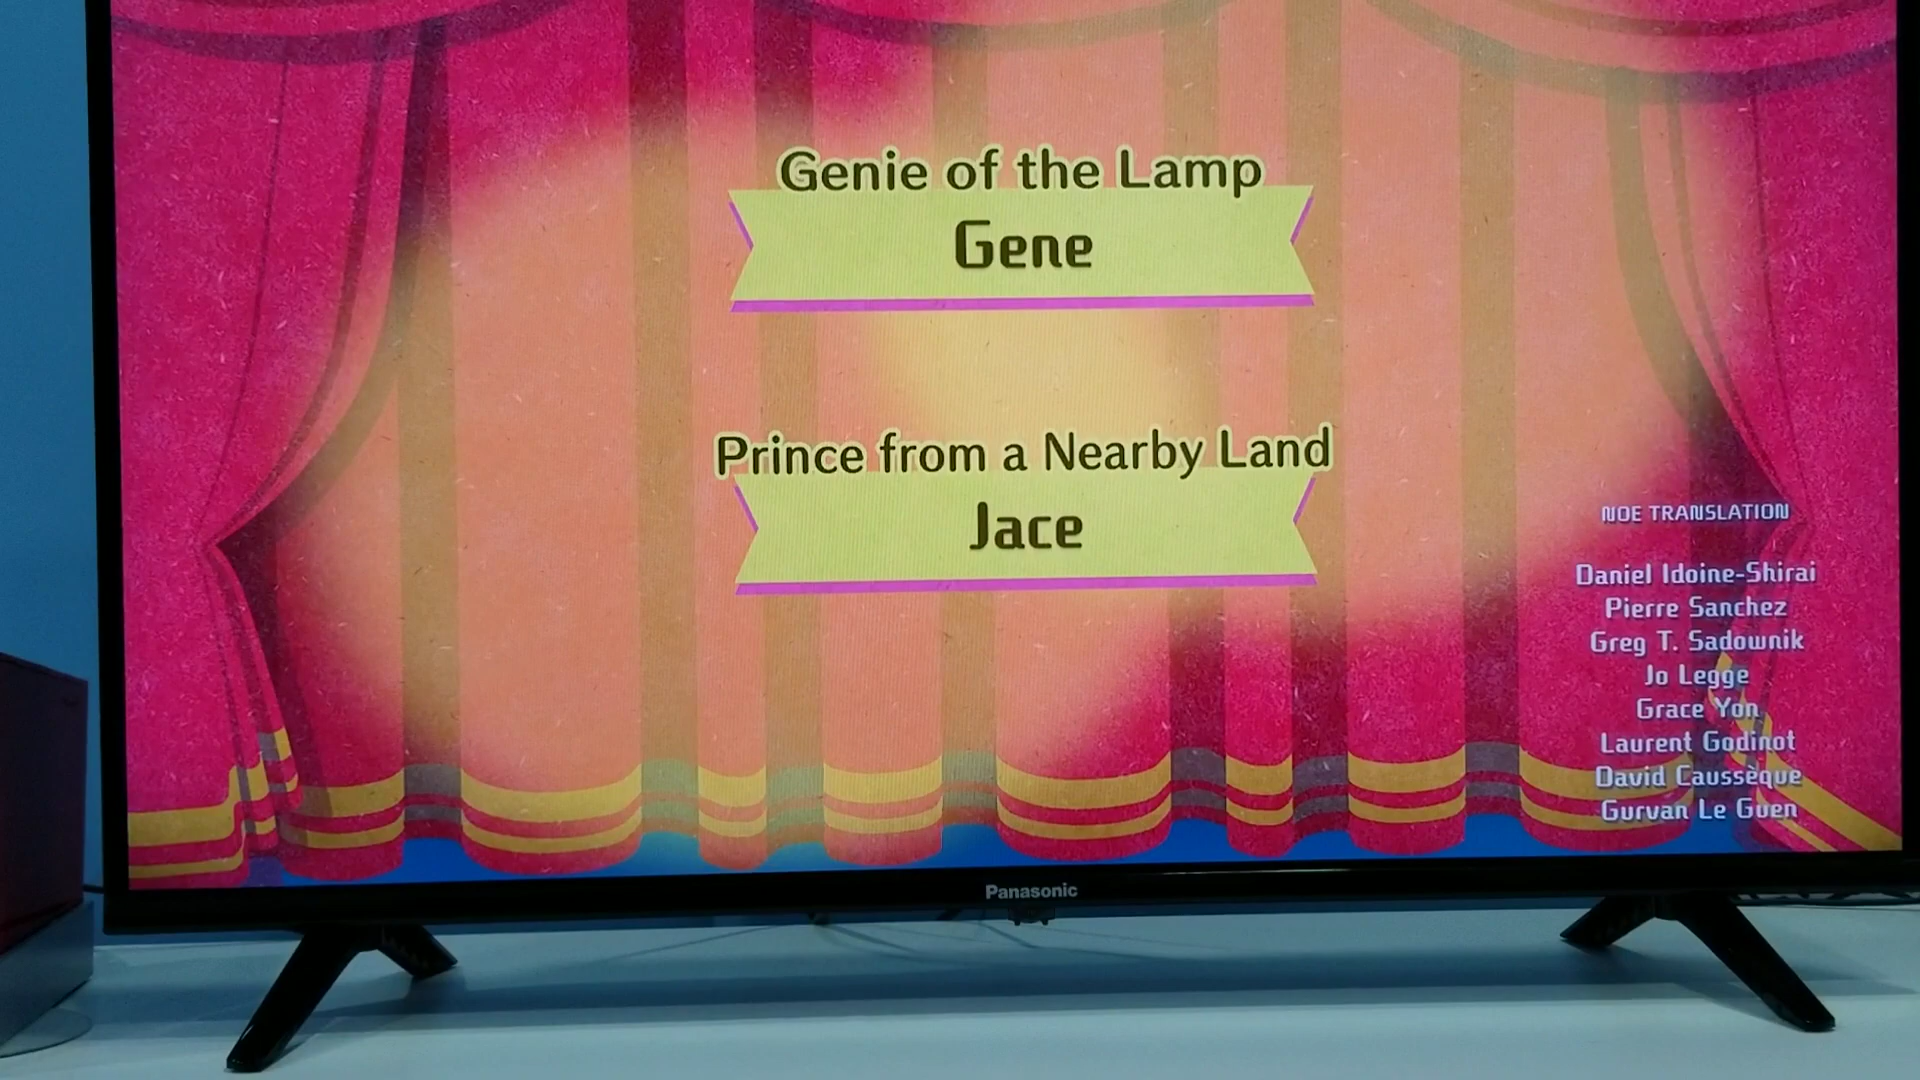 Genie of the Lamp
Gene
Prince from a Nearby Land
Jace
NOE TRANSLATION
Daniel Idoine-Shirai
Pierre Sanchez
Greg T. Sadownik
Jo Legge
Grace Yon
Laurent Godinot
David Caussèque
Gurvan Le Guen
Panasonic